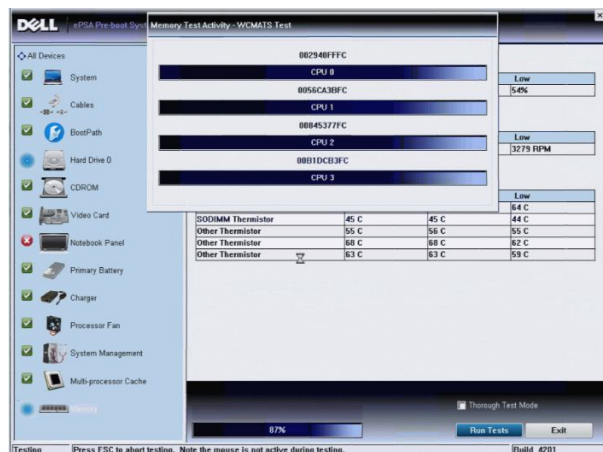 DELL
ePSA Pre-boot Syst
Memory Test Activity - WCMATS Test
002940FFFC
CPU 0
0056CA3BFC
CPU 1
00845377FC
CPU 2
00B1DCB3FC
CPU 3
All Devices
System
Cables
BootPath
Hard Drive 0
CDROM
Video Card
Notebook Panel
Primary Battery
Charger
Processor Fan
System Management
Multi-processor Cache
Memory
Low
54%
Low
3279 RPM
Low
64 C
SODIMM Thermistor 45 C 45 C 44 C
Other Thermistor 55 C 56 C 55 C
Other Thermistor 68 C 68 C 62 C
Other Thermistor 63 C 63 C 59 C
Thorough Test Mode
87%
Run Tests
Exit
Testing
Press ESC to abort testing. Note the mouse is not active during testing.
Build 4201